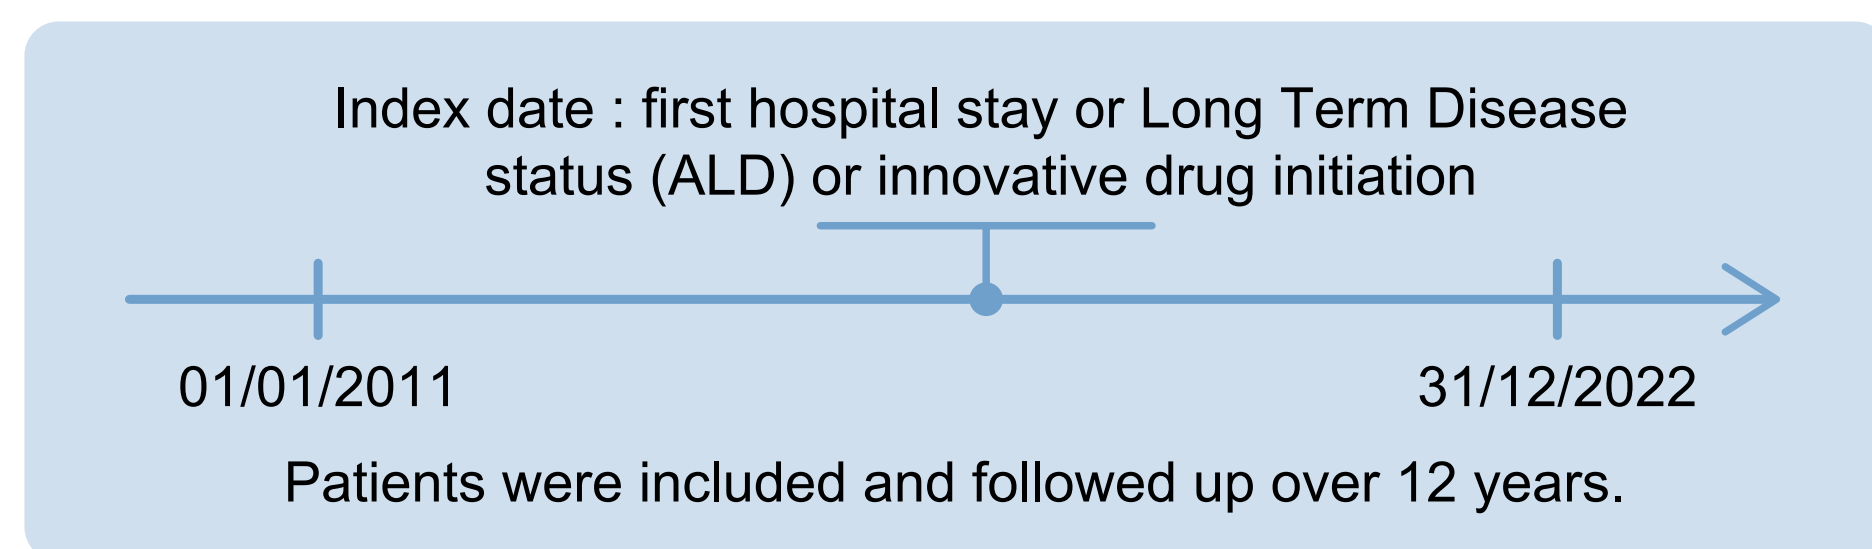 Index date : first hospital stay or Long Term Disease
status (ALD) or innovative drug initiation
01/01/2011
31/12/2022
Patients were included and followed up over 12 years.